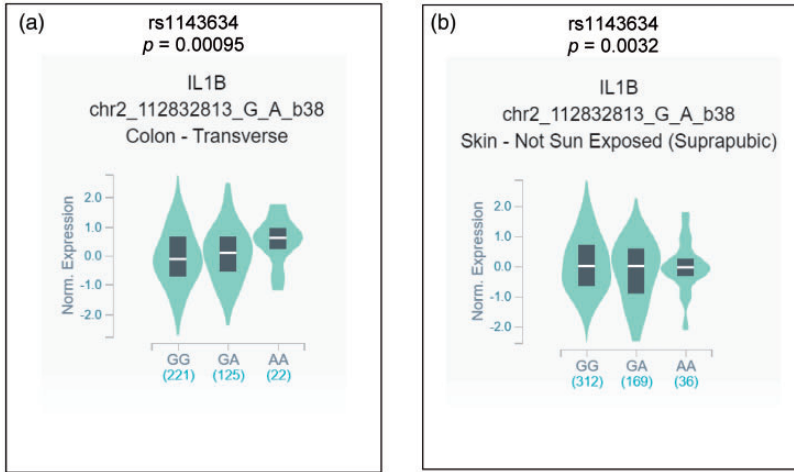 (a)
rs1143634
p = 0.00095
IL1B
chr2_112832813_G_A_b38
Colon - Transverse
Norm. Expression
2.0
1.0
0.0
-1.0
-2.0
GG
GA
AA
(221)
(125)
(22)
(b)
rs1143634
p = 0.0032
IL1B
chr2_112832813_G_A_b38
Skin - Not Sun Exposed (Suprapubic)
Norm. Expression
2.0
1.0
0.0
-1.0
-2.0
GG
GA
AA
(312)
(169)
(36)